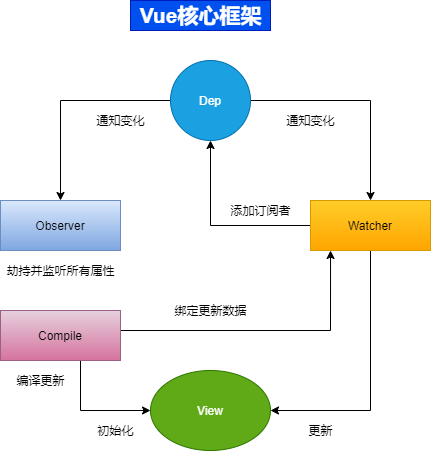 Vue核心框架
Dep
通知变化
通知变化
添加订阅者
Observer
Watcher
劫持并监听所有属性
绑定更新数据
Compile
编译更新
View
初始化
更新